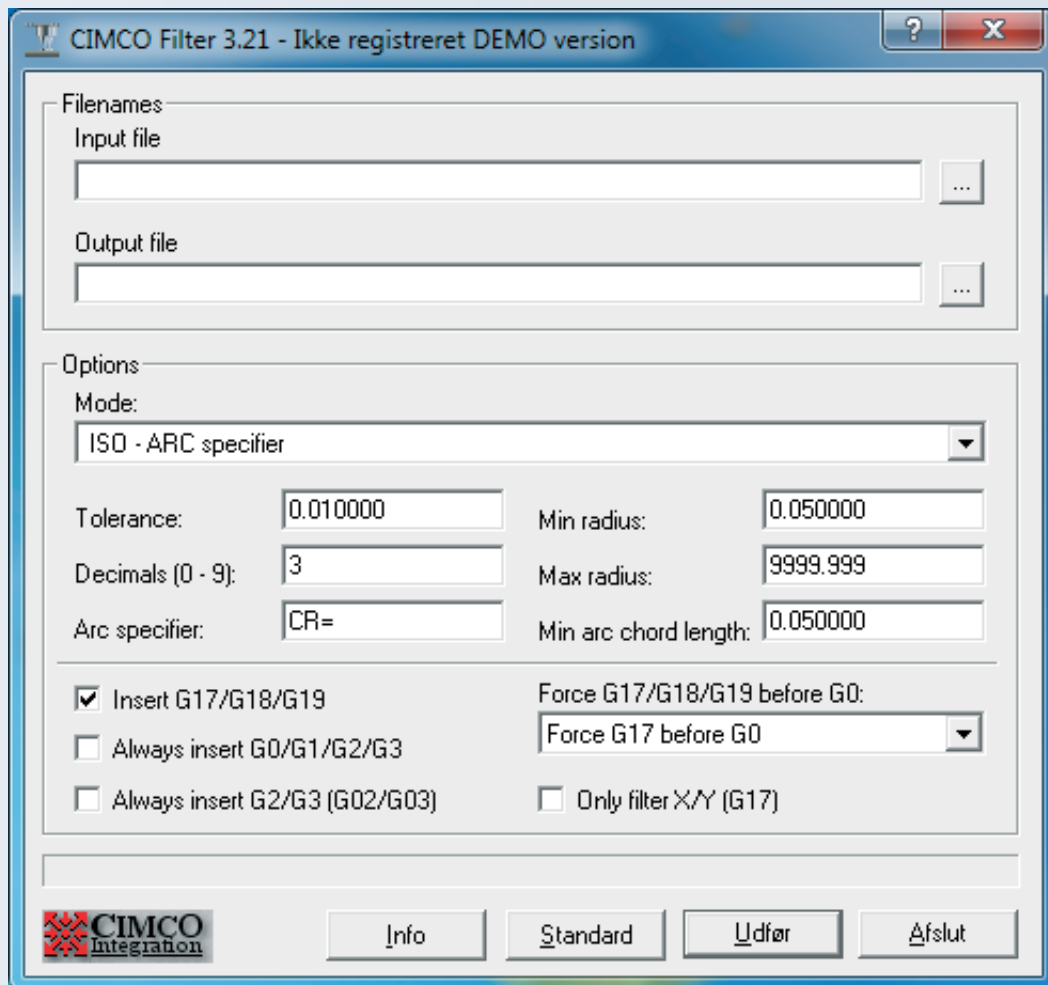 CIMCO Filter 3.21 - Ikke registreret DEMO version
? X
Filenames
Input file
...
Output file
...
Options
Mode:
ISO - ARC specifier
Tolerance: 0.010000 Min radius: 0.050000
Decimals (0 - 9): 3 Max radius: 9999.999
Arc specifier: CR= Min arc chord length: 0.050000
Insert G17/G18/G19 Force G17/G18/G19 before G0:
Always insert G0/G1/G2/G3 Force G17 before G0
Always insert G2/G3 (G02/G03) Only filter X/Y (G17)
CIMCO
Integration
Info Standard Udfør Afslut